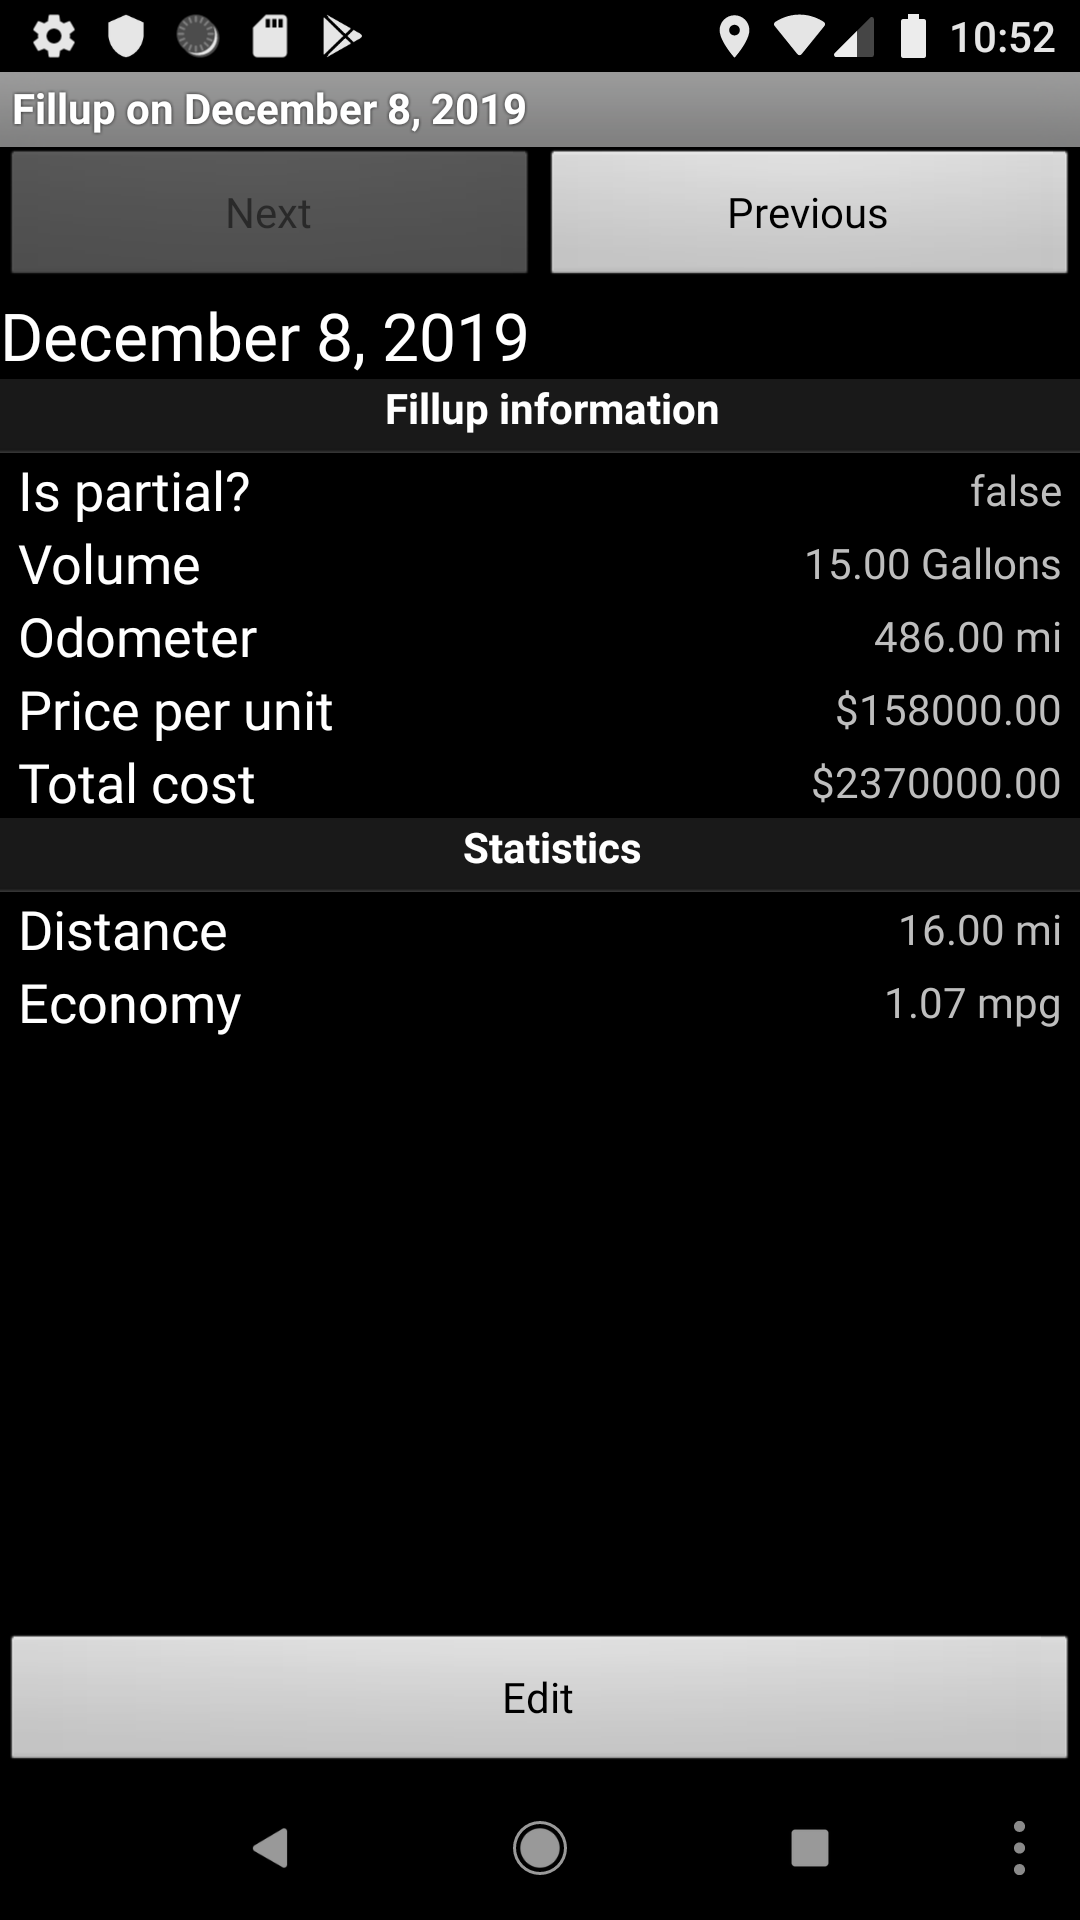 10:52
Fillup on December 8, 2019
Next
Previous
December 8, 2019
Fillup information
Is partial? false
Volume 15.00 Gallons
Odometer 486.00 mi
Price per unit $158000.00
Total cost $2370000.00
Statistics
Distance 16.00 mi
Economy 1.07 mpg
Edit